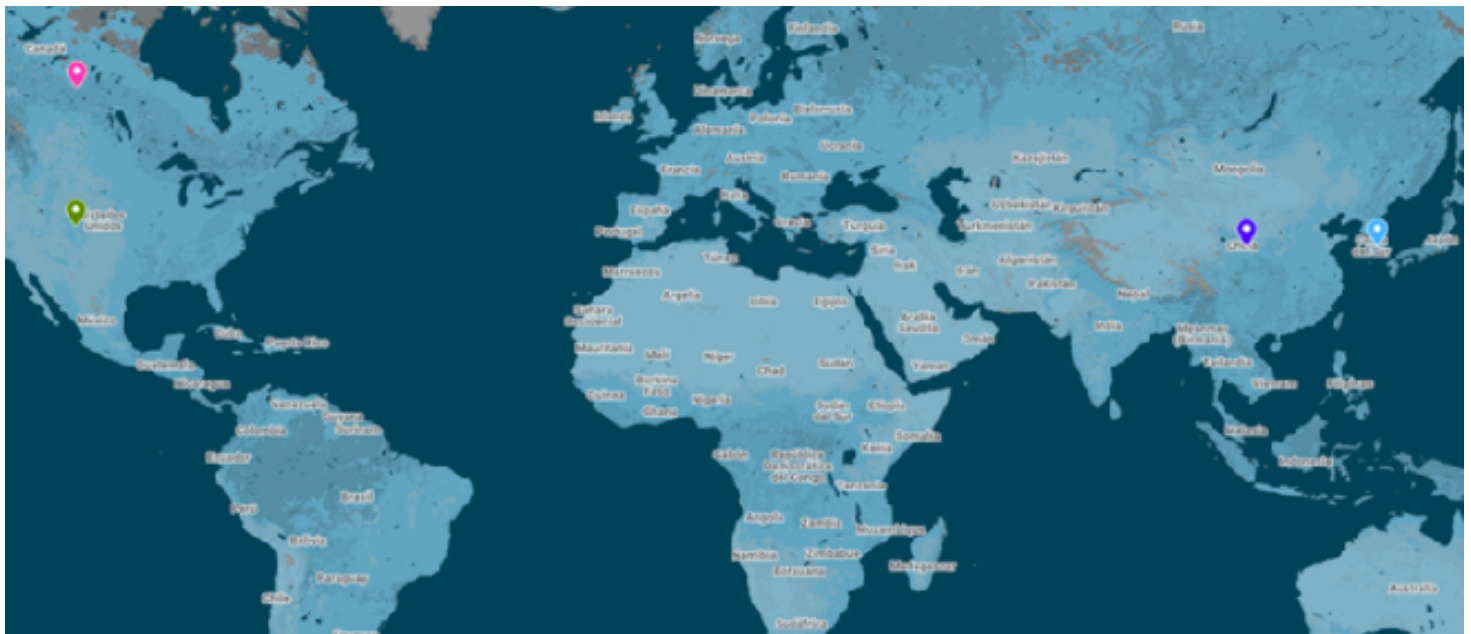 Canadá
Estados
Unidos
México
Guatemala
Nicaragua
Cuba
Puerto Rico
Venezuela
Guyana
Surinam
Colombia
Ecuador
Perú
Brasil
Bolivia
Paraguay
Chile
Noruega
Finlandia
Rusia
Dinamarca
Irlanda
Bielorrusia
Polonia
Alemania
Ucrania
Austria
Francia
Rumania
Italia
España
Portugal
Grecia
Turquía
Kazajistán
Mongolia
Uzbekistán
Kirguistán
Turkmenistán
Afganistán
Pakistán
Siria
Irak
Irán
China
del Sur
Japón
Túnez
Marruecos
Argelia
Libia
Egipto
Sahara
Occidental
Arabia
Saudita
Omán
Yemen
Nepal
India
Myanmar
(Birmania)
Tailandia
Vietnam
Filipinas
Malasia
Indonesia
Mauritania
Malí
Níger
Chad
Sudán
Burkina
Faso
Guinea
Ghana
Nigeria
Sudán
del Sur
Etiopía
Somalia
Kenia
Gabón
República
Democrática
del Congo
Tanzania
Angola
Zambia
Mozambique
Zimbabue
Namibia
Botsuana
Madagascar
Sudáfrica
Australia